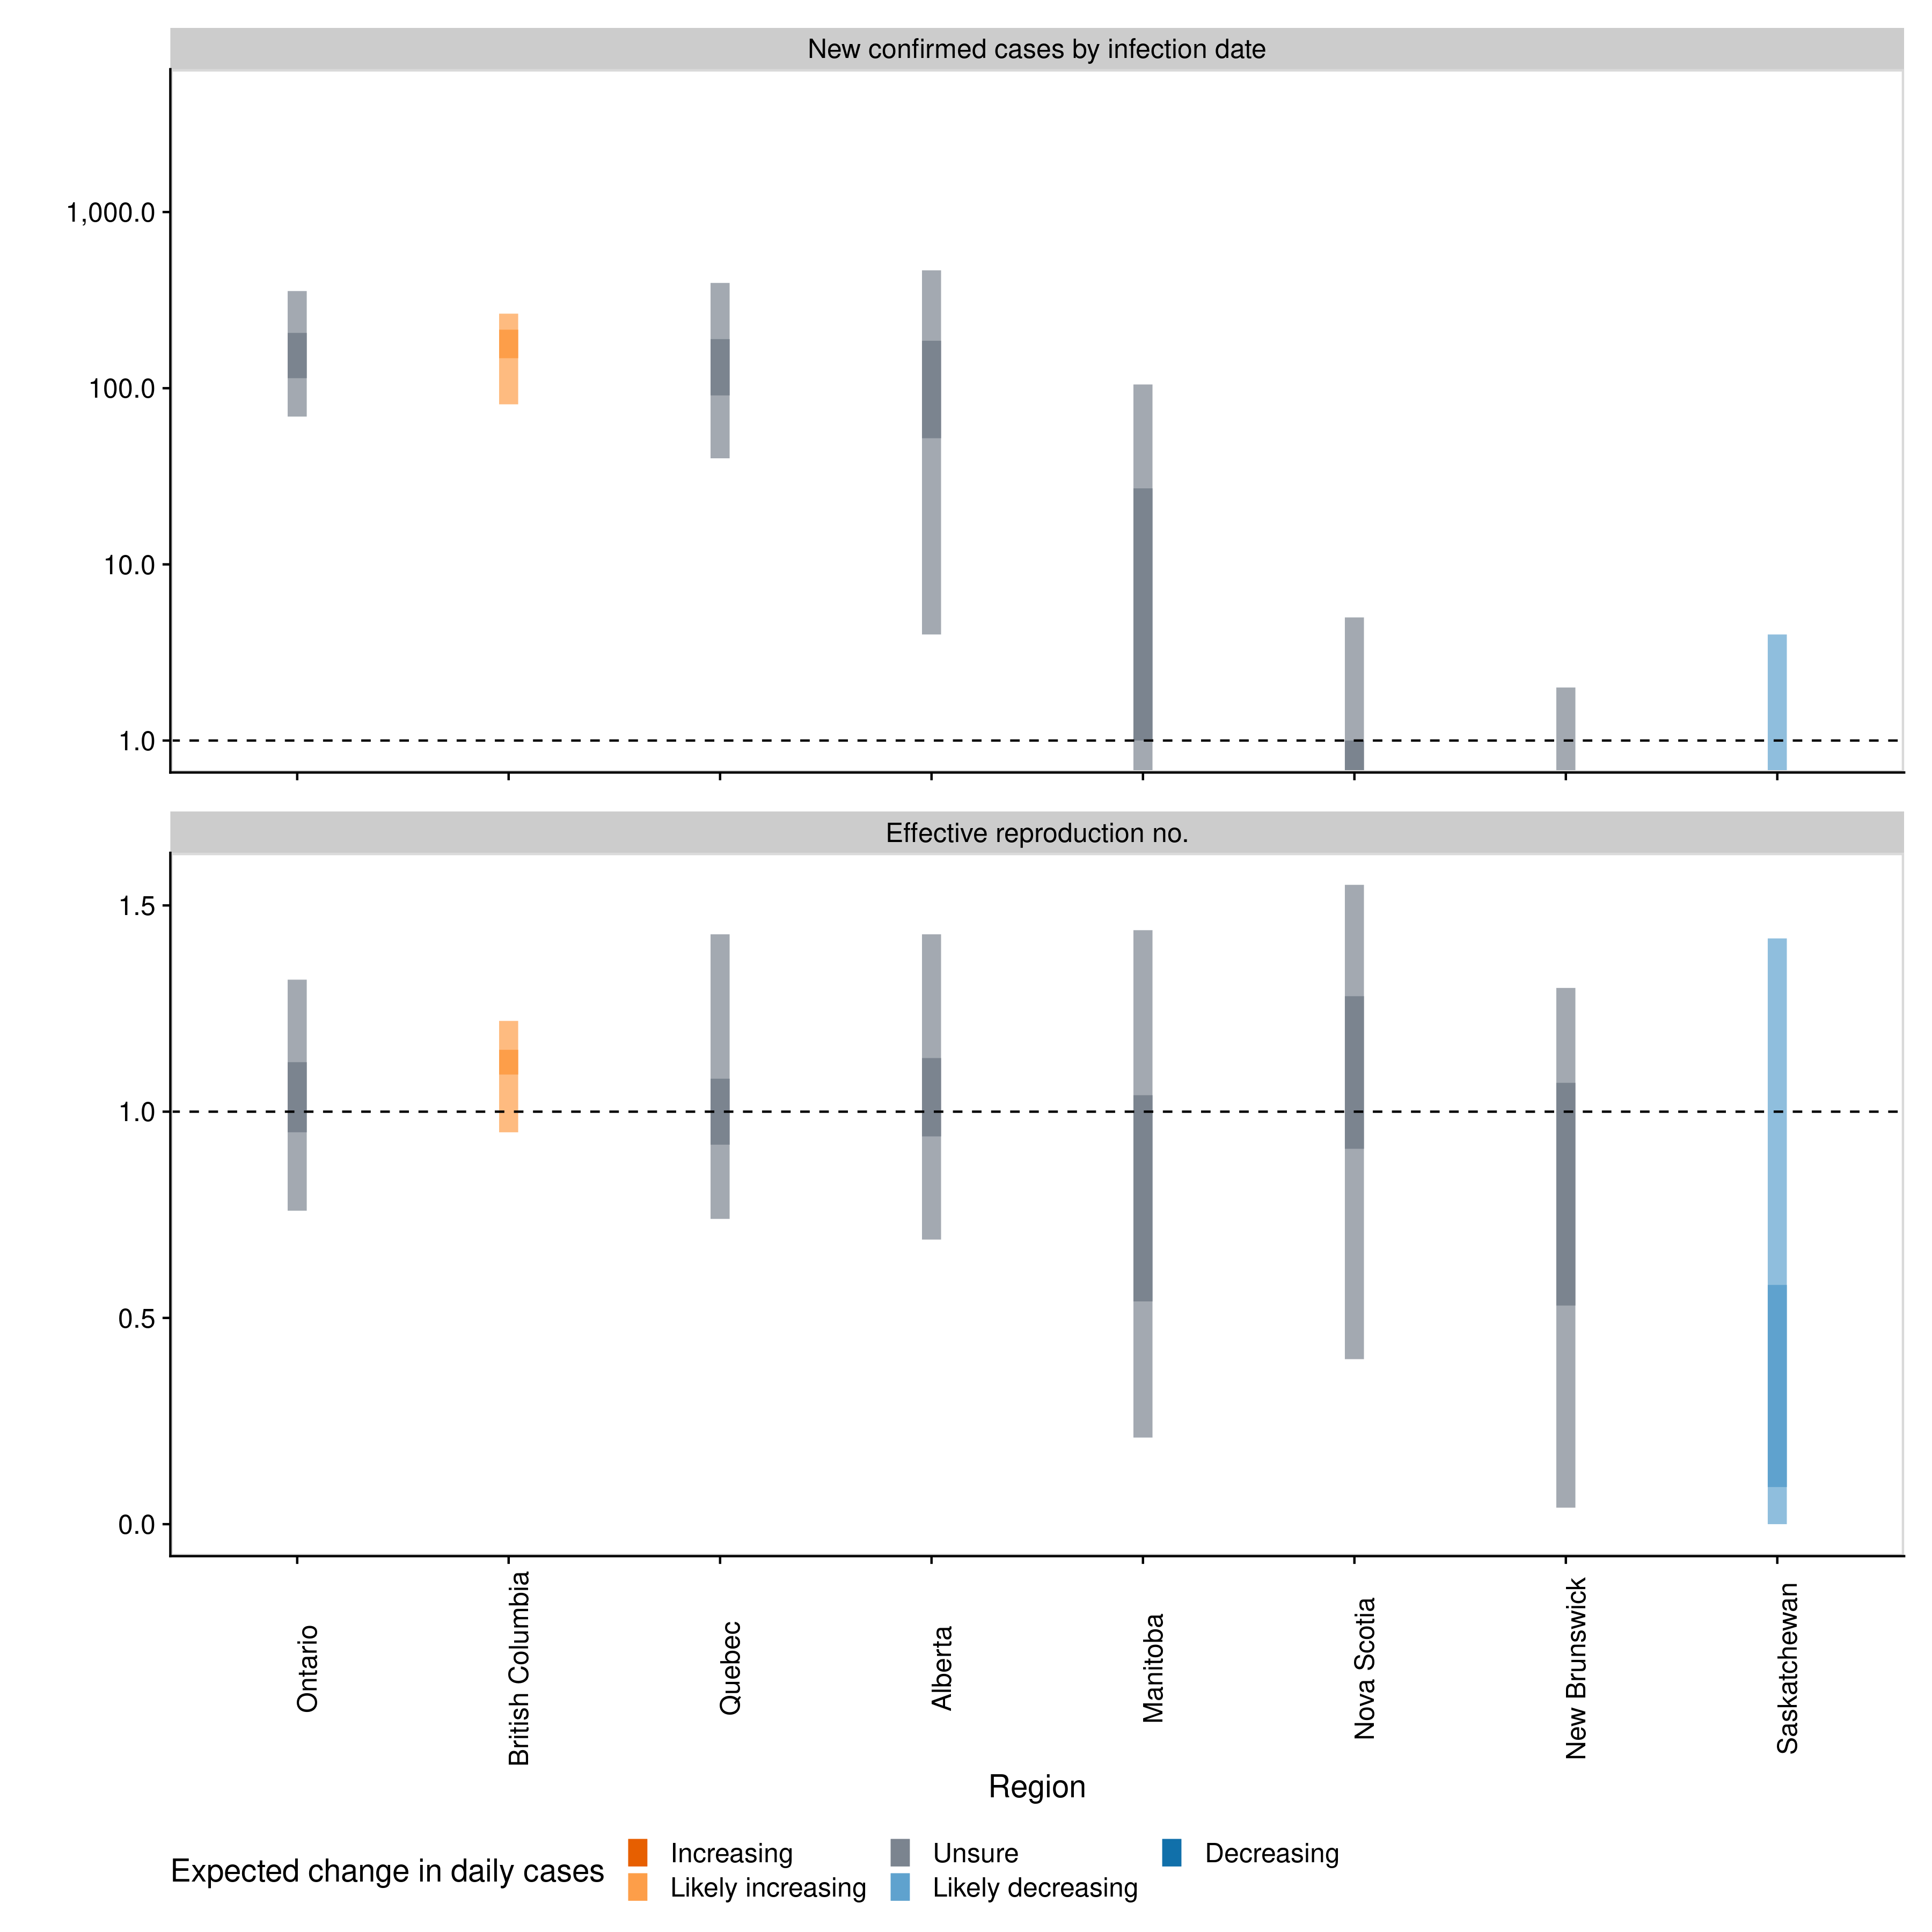 New confirmed cases by infection date
1,000.0
100.0
10.0
1.0
Effective reproduction no.
1.5
1.0
0.5
0.0
Ontario
British Columbia
Quebec
Alberta
Manitoba
Nova Scotia
New Brunswick
Saskatchewan
Region
Expected change in daily cases
Increasing
Likely increasing
Unsure
Likely decreasing
Decreasing